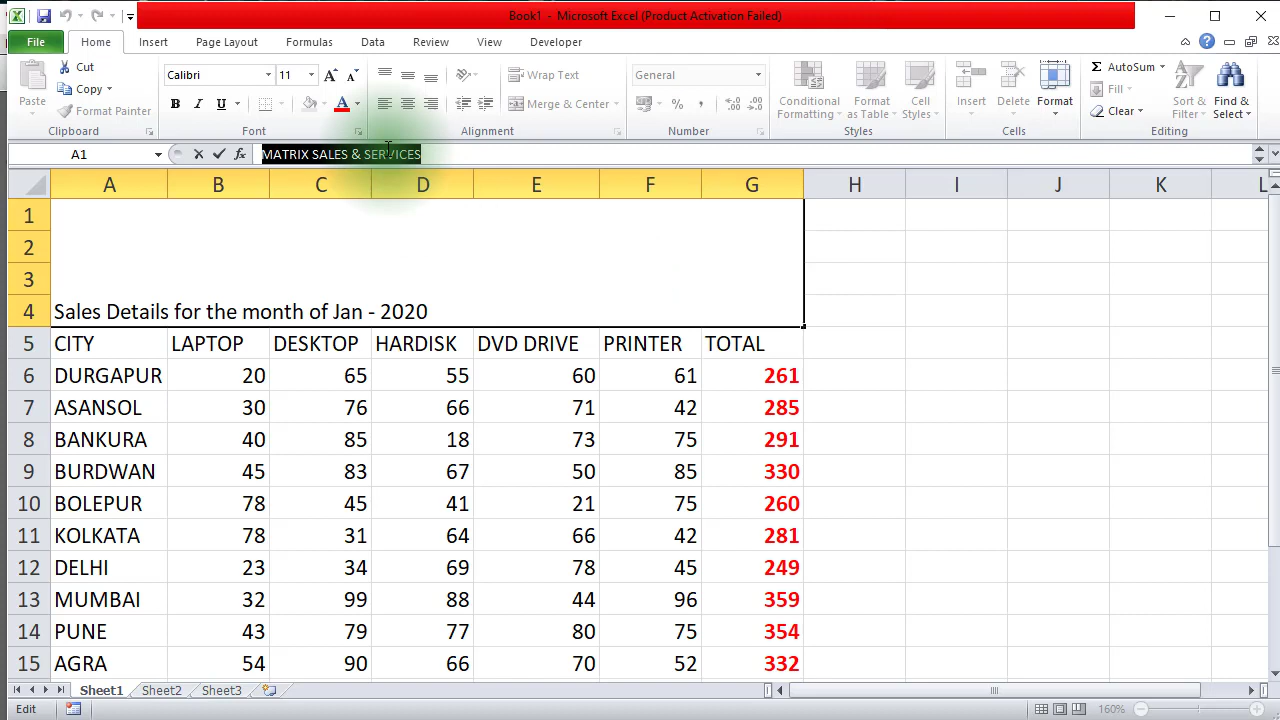 Book1 - Microsoft Excel (Product Activation Failed)
File Home Insert Page Layout Formulas Data Review View Developer
Cut
Copy
Format Painter
Paste
Clipboard
Calibri 11
B I U
Font
Wrap Text
Merge & Center
Alignment
General
Number
Conditional Formatting
Format as Table
Cell Styles
Styles
Insert Delete Format
Cells
AutoSum
Fill
Clear
Sort & Filter
Find & Select
Editing
A1 fx MATRIX SALES & SERVICES
A B C D E F G H I J K L
1
2
3
4 Sales Details for the month of Jan - 2020
5 CITY LAPTOP DESKTOP HARDISK DVD DRIVE PRINTER TOTAL
6 DURGAPUR 20 65 55 60 61 261
7 ASANSOL 30 76 66 71 42 285
8 BANKURA 40 85 18 73 75 291
9 BURDWAN 45 83 67 50 85 330
10 BOLEPUR 78 45 41 21 75 260
11 KOLKATA 78 31 64 66 42 281
12 DELHI 23 34 69 78 45 249
13 MUMBAI 32 99 88 44 96 359
14 PUNE 43 79 77 80 75 354
15 AGRA 54 90 66 70 52 332
Sheet1 Sheet2 Sheet3
Edit 160%